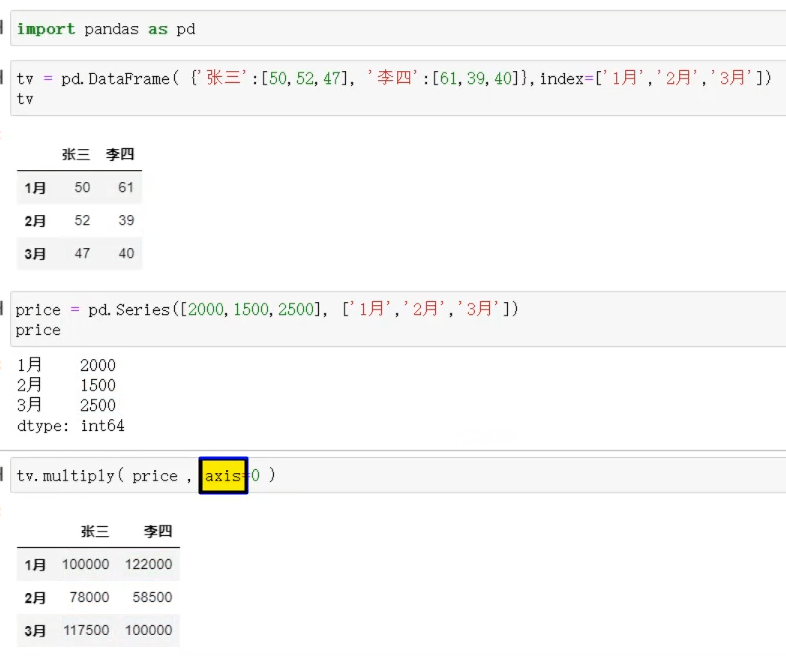 import pandas as pd
tv = pd.DataFrame( {'张三':[50,52,47], '李四':[61,39,40]},index=['1月','2月','3月'])
tv
张三 李四
1月 50 61
2月 52 39
3月 47 40
price = pd.Series([2000,1500,2500], ['1月','2月','3月'])
price
1月 2000
2月 1500
3月 2500
dtype: int64
tv.multiply( price , axis=0 )
张三 李四
1月 100000 122000
2月 78000 58500
3月 117500 100000